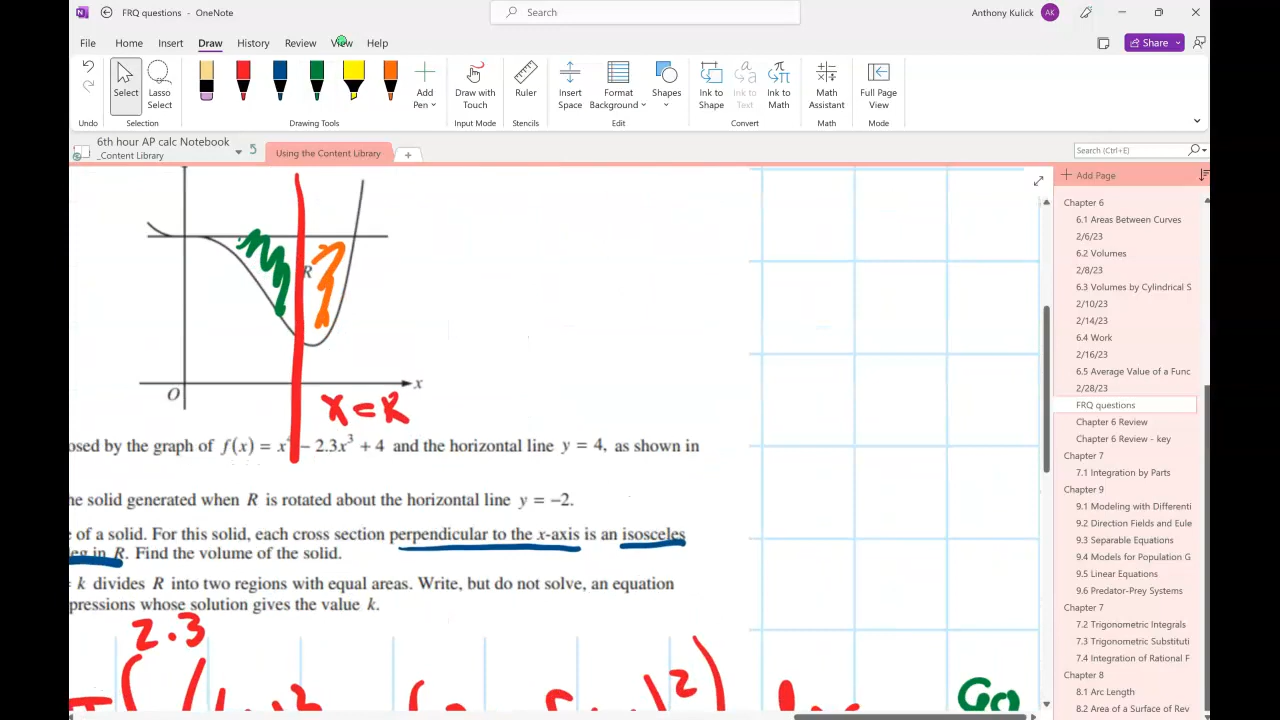 FRQ questions - OneNote
Search
Anthony Kulick
AK
File
Home
Insert
Draw
History
Review
View
Help
Share
Undo
Select
Lasso Select
Add Pen
Draw with Touch
Ruler
Insert Space
Format Background
Shapes
Ink to Shape
Ink to Text
Ink to Math
Math Assistant
Full Page View
Undo
Selection
Drawing Tools
Input Mode
Stencils
Edit
Convert
Math
Mode
6th hour AP calc Notebook
_Content Library
5
Using the Content Library
Search (Ctrl+E)
Add Page
R
O
x
X = R
osed by the graph of f(x) = x – 2.3x³ + 4 and the horizontal line y = 4, as shown in
he solid generated when R is rotated about the horizontal line y = –2.
e of a solid. For this solid, each cross section perpendicular to the x-axis is an isosceles
leg in R. Find the volume of the solid.
= k divides R into two regions with equal areas. Write, but do not solve, an equation
pressions whose solution gives the value k.
2.3
Chapter 6
6.1 Areas Between Curves
2/6/23
6.2 Volumes
2/8/23
6.3 Volumes by Cylindrical S
2/10/23
2/14/23
6.4 Work
2/16/23
6.5 Average Value of a Func
2/28/23
FRQ questions
Chapter 6 Review
Chapter 6 Review - key
Chapter 7
7.1 Integration by Parts
Chapter 9
9.1 Modeling with Differenti
9.2 Direction Fields and Eule
9.3 Separable Equations
9.4 Models for Population G
9.5 Linear Equations
9.6 Predator-Prey Systems
Chapter 7
7.2 Trigonometric Integrals
7.3 Trigonometric Substituti
7.4 Integration of Rational F
Chapter 8
8.1 Arc Length
8.2 Area of a Surface of Rev